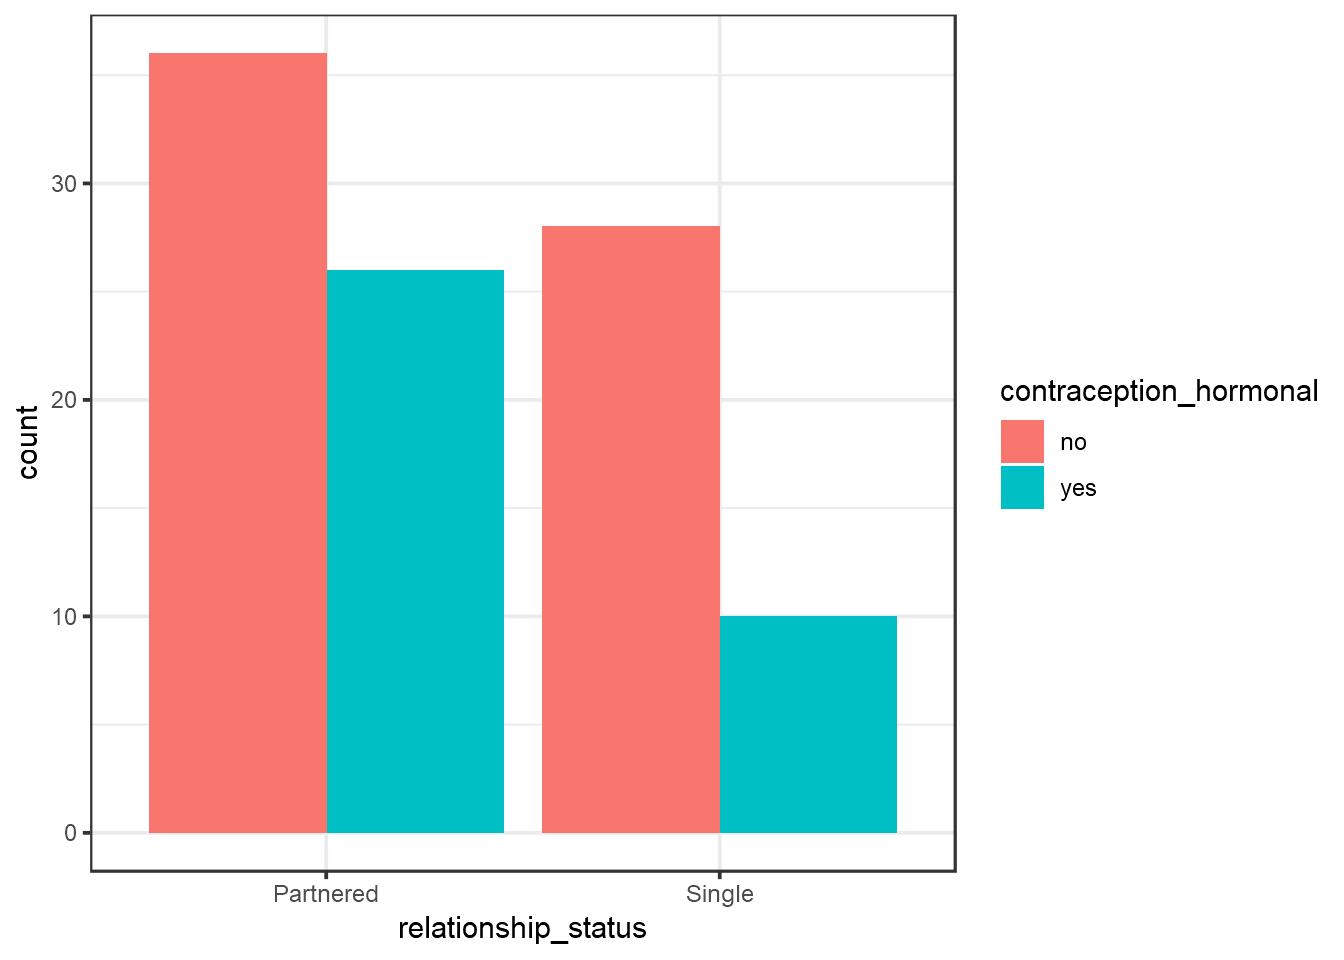 30
20
10
0
count
Partnered
Single
relationship_status
contraception_hormonal
no
yes